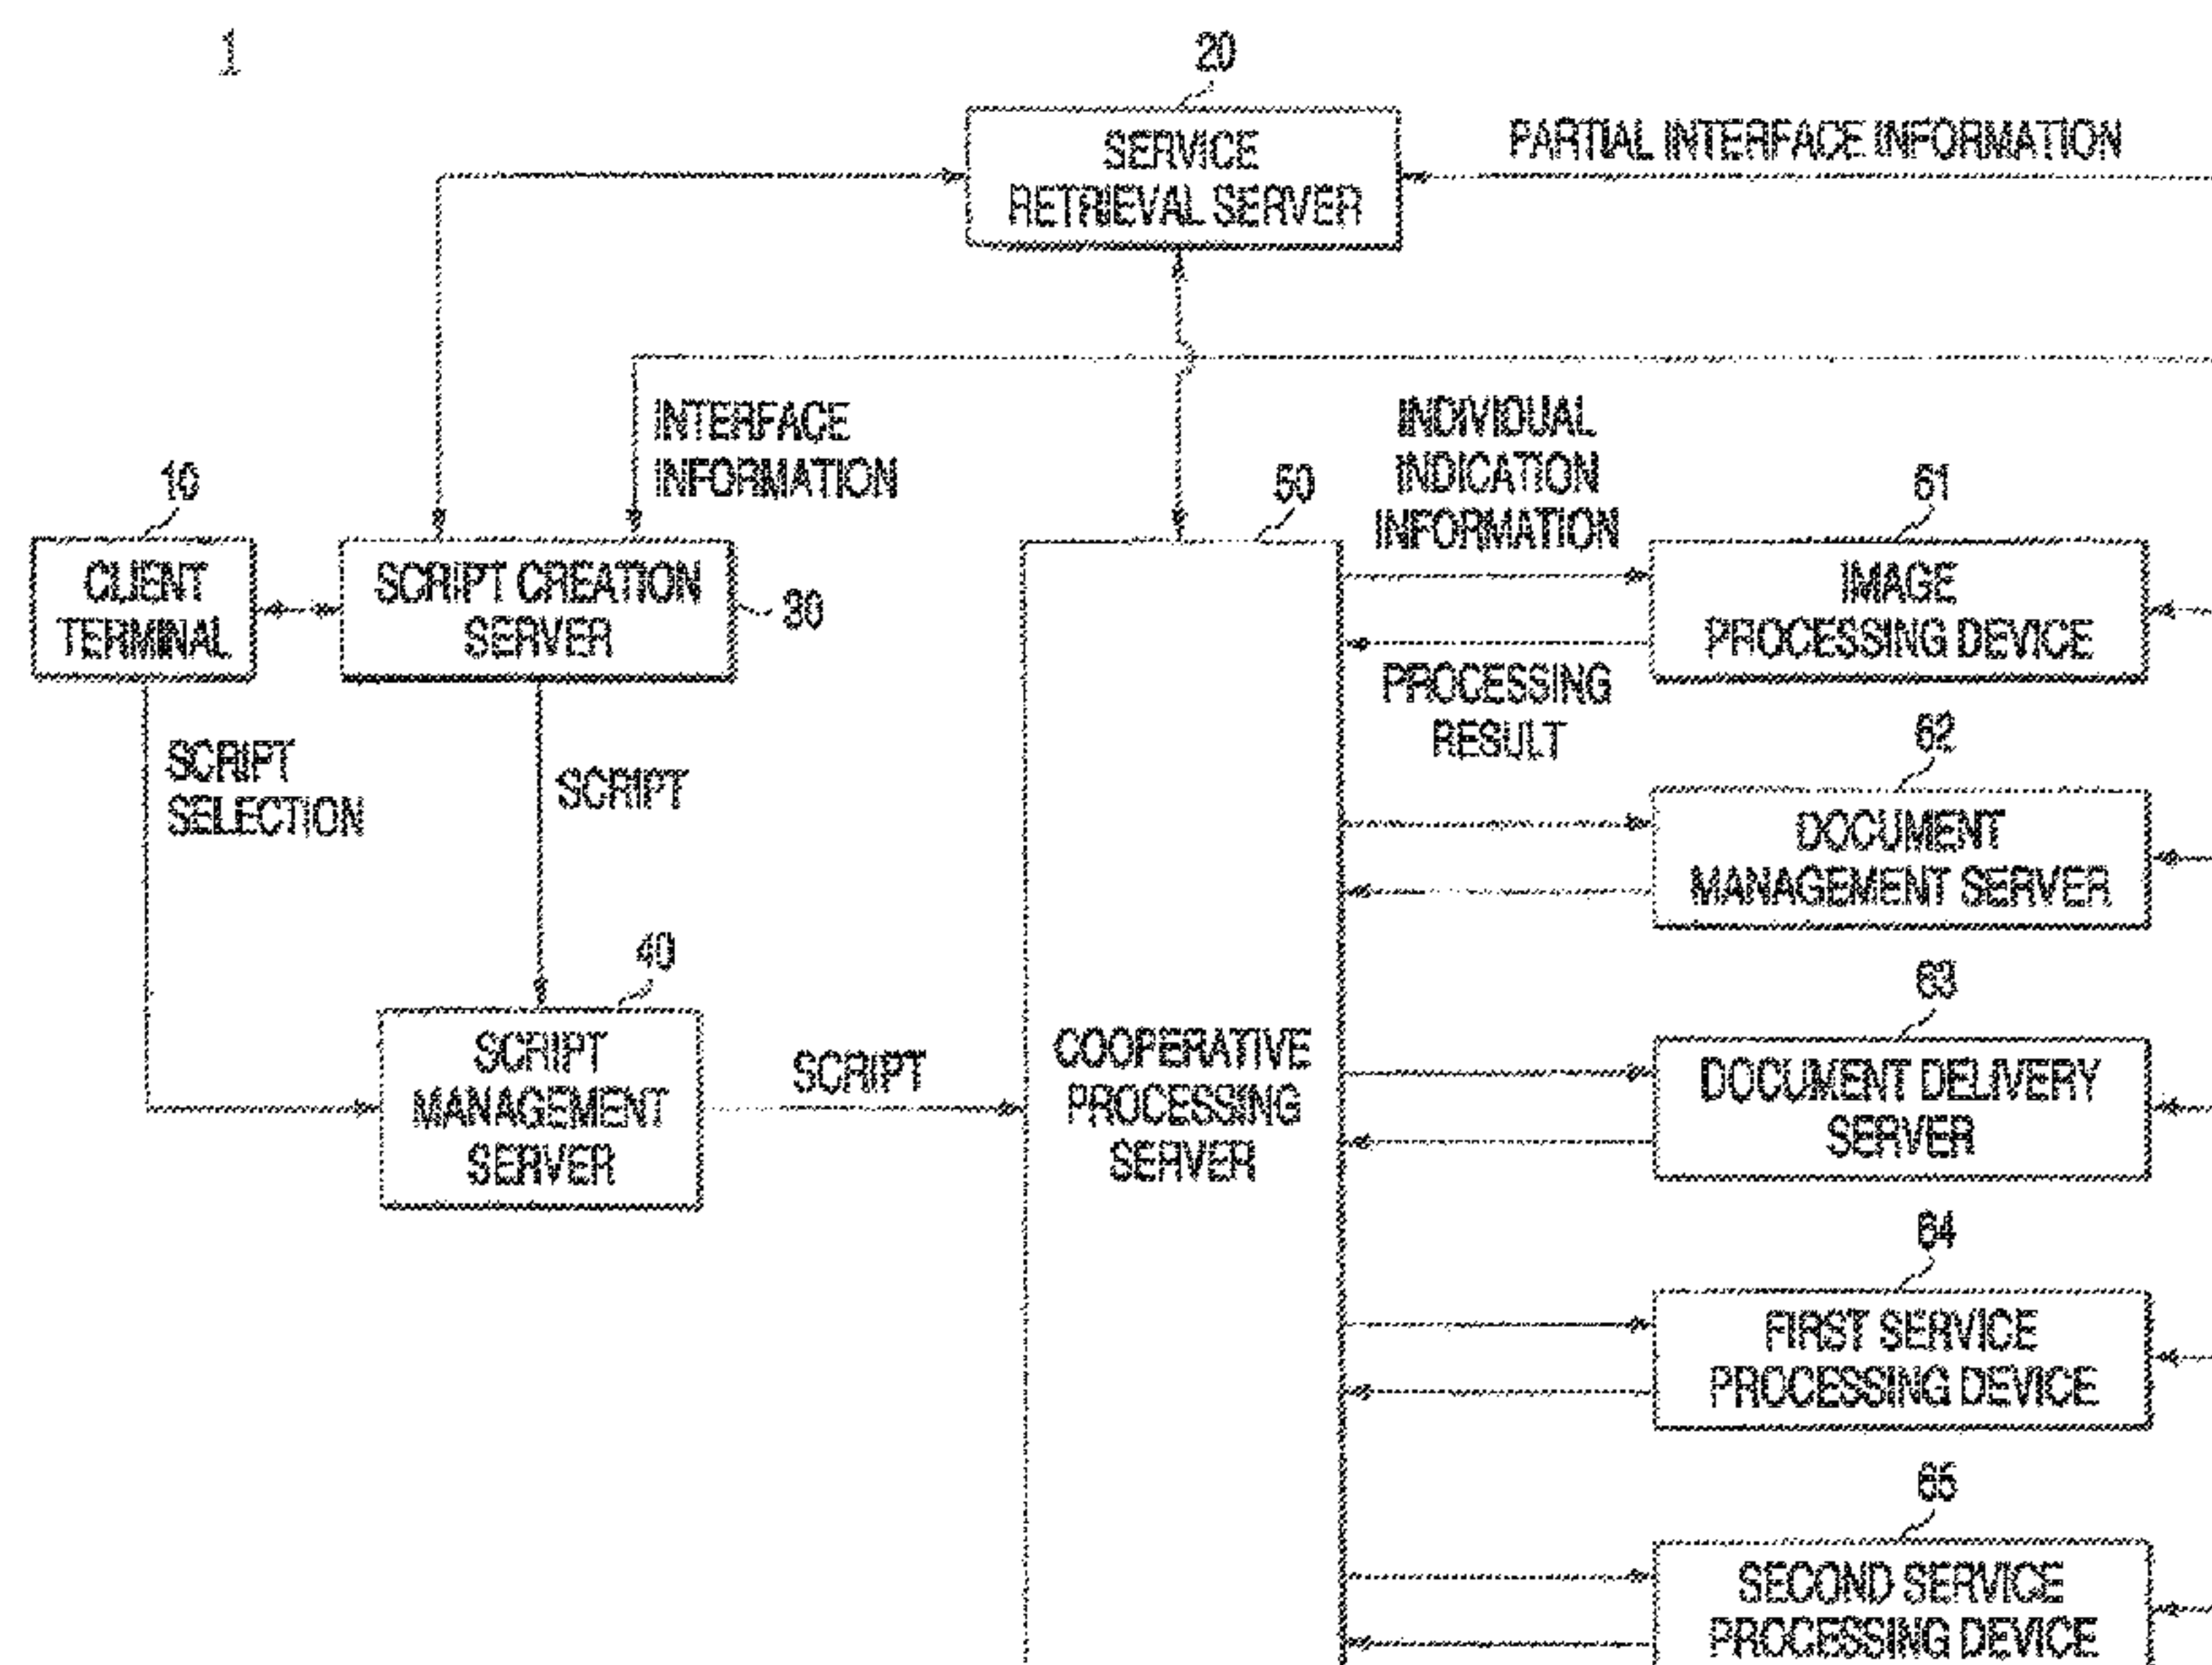 1
20
SERVICE
RETRIEVAL SERVER
PARTIAL INTERFACE INFORMATION
INTERFACE
INFORMATION
INDIVIDUAL
INDICATION
INFORMATION
10
CLIENT
TERMINAL
SCRIPT CREATION
SERVER
30
50
61
IMAGE
PROCESSING DEVICE
PROCESSING
RESULT
SCRIPT
SELECTION
SCRIPT
62
DOCUMENT
MANAGEMENT SERVER
40
SCRIPT
MANAGEMENT
SERVER
SCRIPT
COOPERATIVE
PROCESSING
SERVER
63
DOCUMENT DELIVERY
SERVER
64
FIRST SERVICE
PROCESSING DEVICE
65
SECOND SERVICE
PROCESSING DEVICE